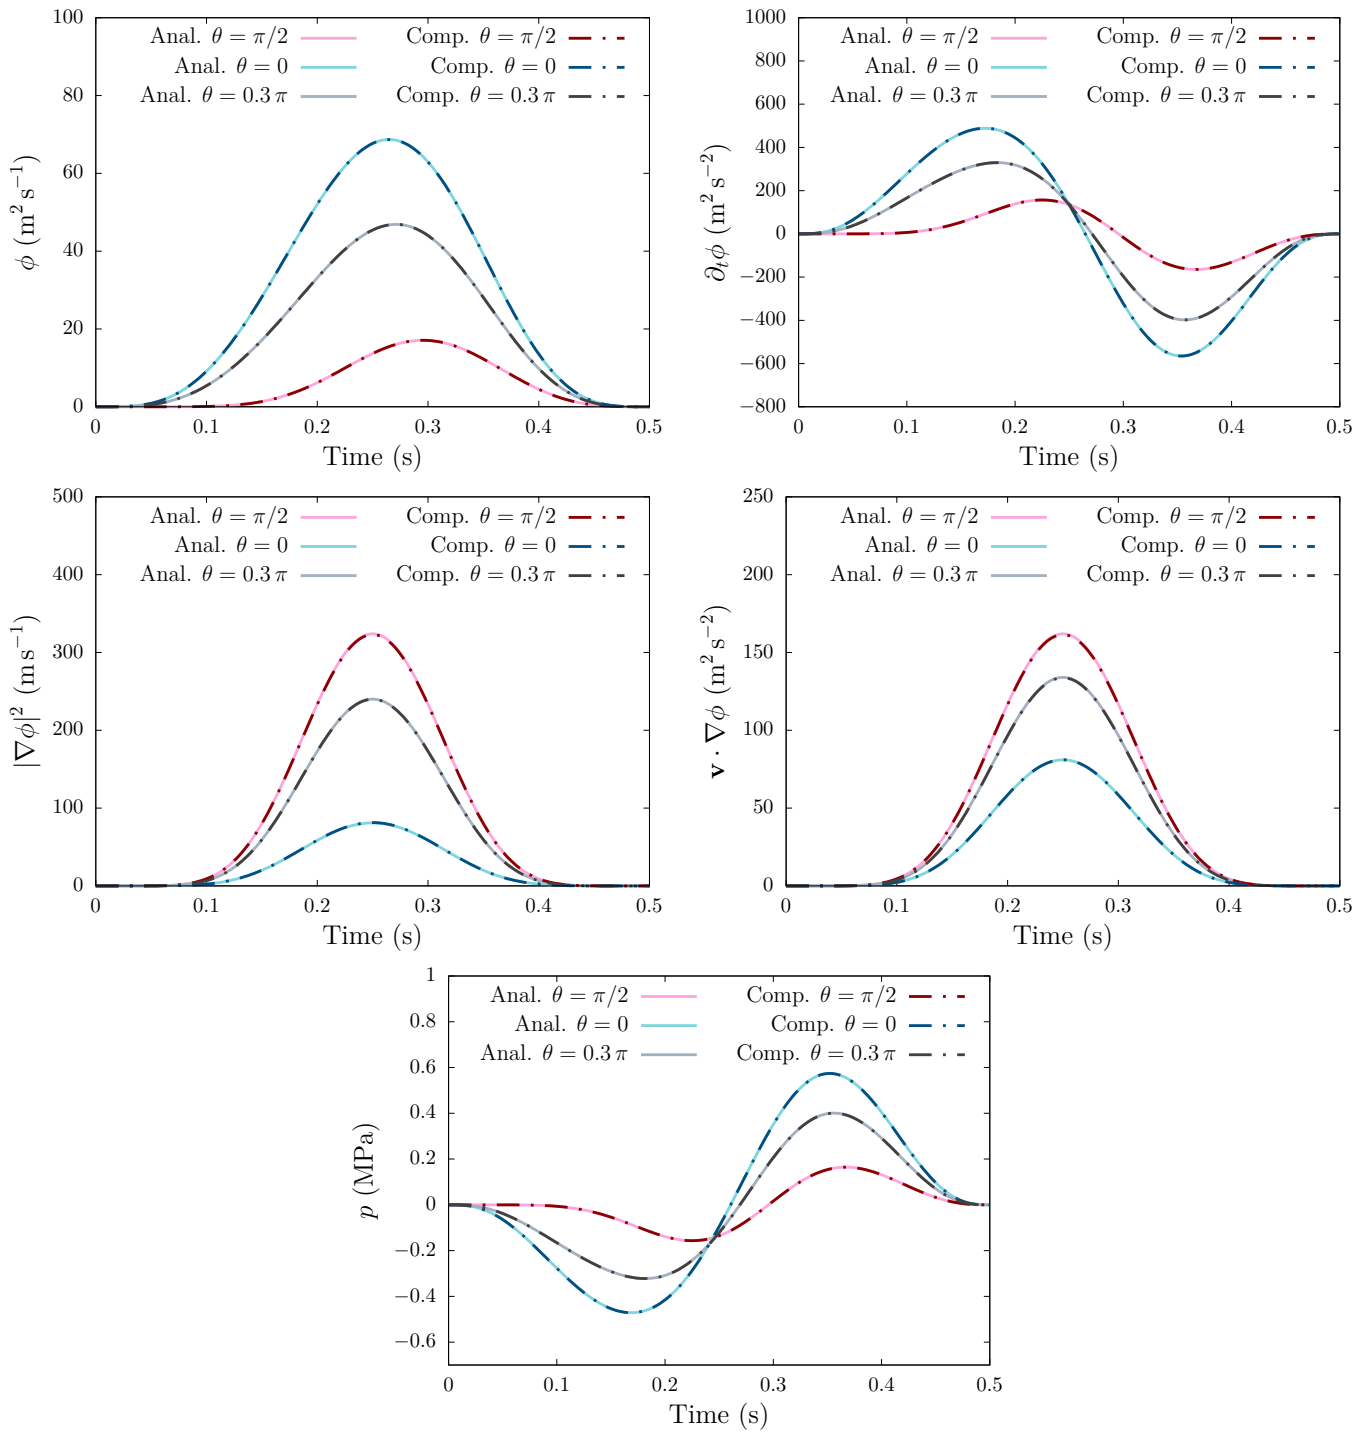 100
80
60
40
20
0
0 0.1 0.2 0.3 0.4 0.5
ϕ (m² s⁻¹)
Time (s)
Anal. θ = π/2 Comp. θ = π/2
Anal. θ = 0 Comp. θ = 0
Anal. θ = 0.3 π Comp. θ = 0.3 π
1000
800
600
400
200
0
−200
−400
−600
−800
0 0.1 0.2 0.3 0.4 0.5
∂ₜϕ (m² s⁻²)
Time (s)
Anal. θ = π/2 Comp. θ = π/2
Anal. θ = 0 Comp. θ = 0
Anal. θ = 0.3 π Comp. θ = 0.3 π
500
400
300
200
100
0
0 0.1 0.2 0.3 0.4 0.5
|∇ϕ|² (m s⁻¹)
Time (s)
Anal. θ = π/2 Comp. θ = π/2
Anal. θ = 0 Comp. θ = 0
Anal. θ = 0.3 π Comp. θ = 0.3 π
250
200
150
100
50
0
0 0.1 0.2 0.3 0.4 0.5
v · ∇ϕ (m² s⁻²)
Time (s)
Anal. θ = π/2 Comp. θ = π/2
Anal. θ = 0 Comp. θ = 0
Anal. θ = 0.3 π Comp. θ = 0.3 π
1
0.8
0.6
0.4
0.2
0
−0.2
−0.4
−0.6
0 0.1 0.2 0.3 0.4 0.5
p (MPa)
Time (s)
Anal. θ = π/2 Comp. θ = π/2
Anal. θ = 0 Comp. θ = 0
Anal. θ = 0.3 π Comp. θ = 0.3 π